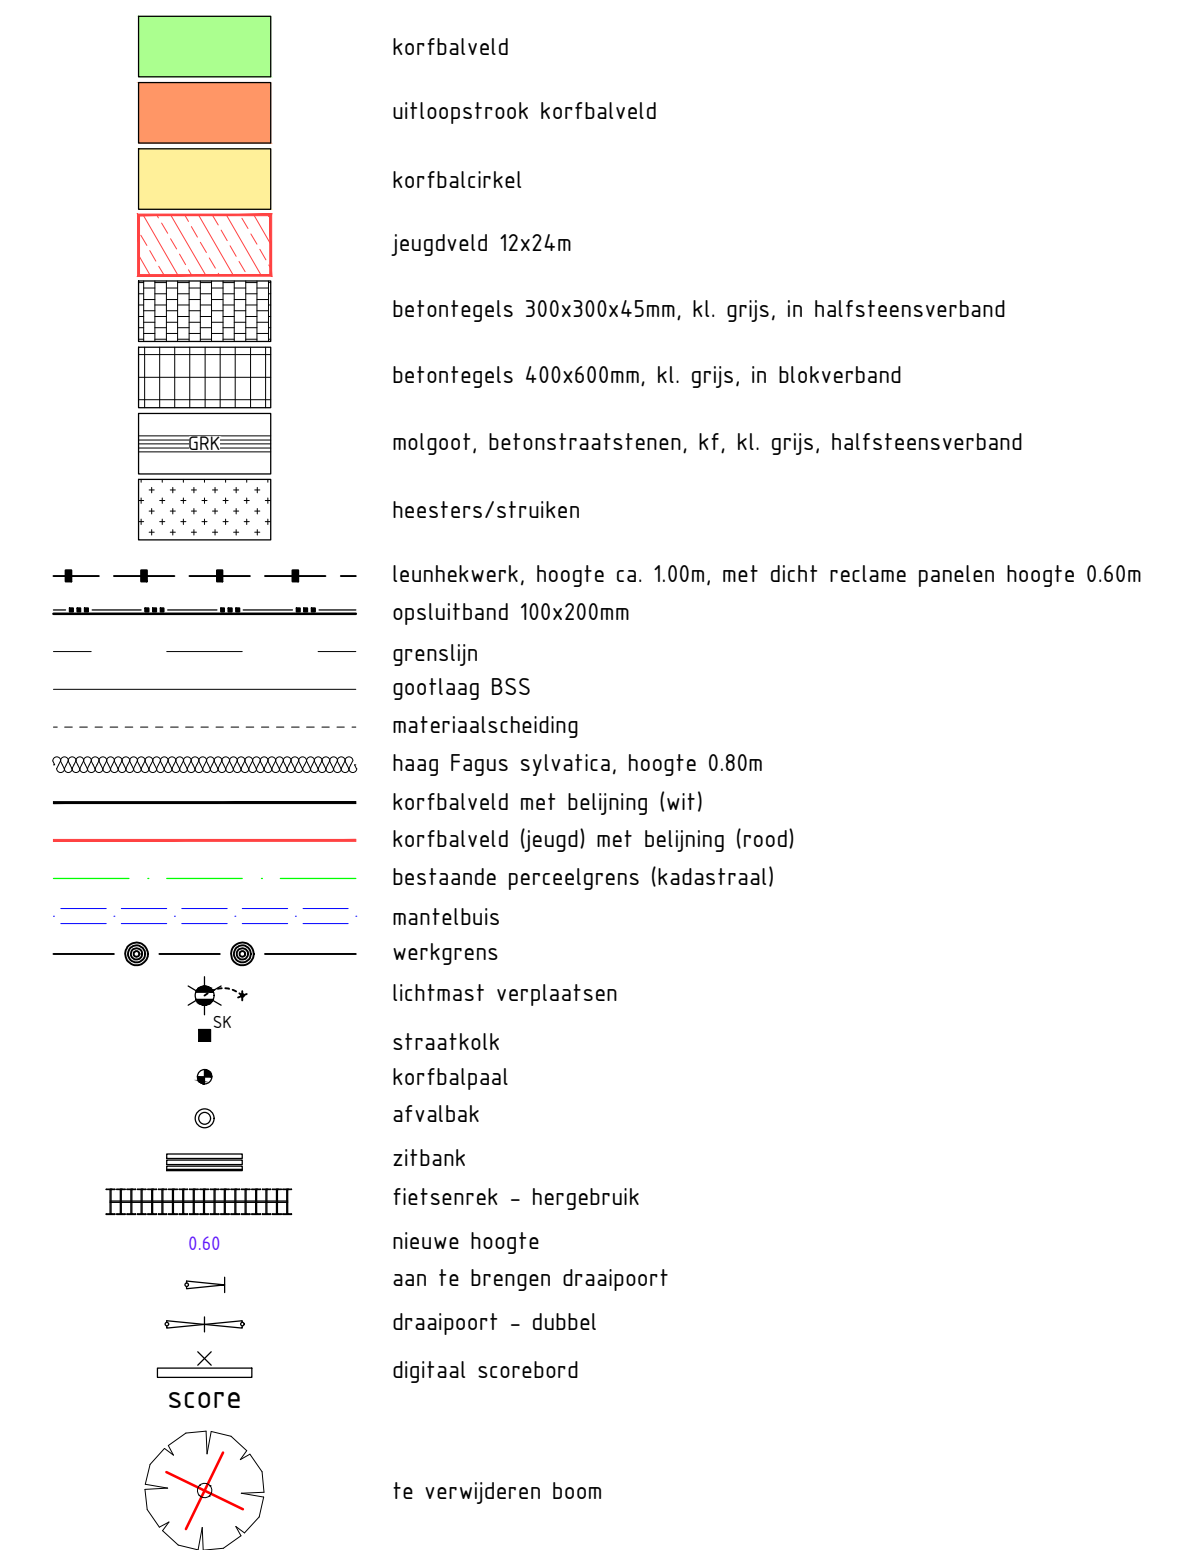 korfbalveld
uitloopstrook korfbalveld
korfbalcirkel
jeugdveld 12x24m
betontegels 300x300x45mm, kl. grijs, in halfsteensverband
betontegels 400x600mm, kl. grijs, in blokverband
GRK molgoot, betonstraatstenen, kf, kl. grijs, halfsteensverband
heesters/struiken
leunhekwerk, hoogte ca. 1.00m, met dicht reclame panelen hoogte 0.60m
opsluitband 100x200mm
grenslijn
gootlaag BSS
materiaalscheiding
haag Fagus sylvatica, hoogte 0.80m
korfbalveld met belijning (wit)
korfbalveld (jeugd) met belijning (rood)
bestaande perceelgrens (kadastraal)
mantelbuis
werkgrens
lichtmast verplaatsen
SK
straatkolk
korfbalpaal
afvalbak
zitbank
fietsenrek - hergebruik
0.60 nieuwe hoogte
aan te brengen draaipoort
draaipoort - dubbel
digitaal scorebord
score
te verwijderen boom